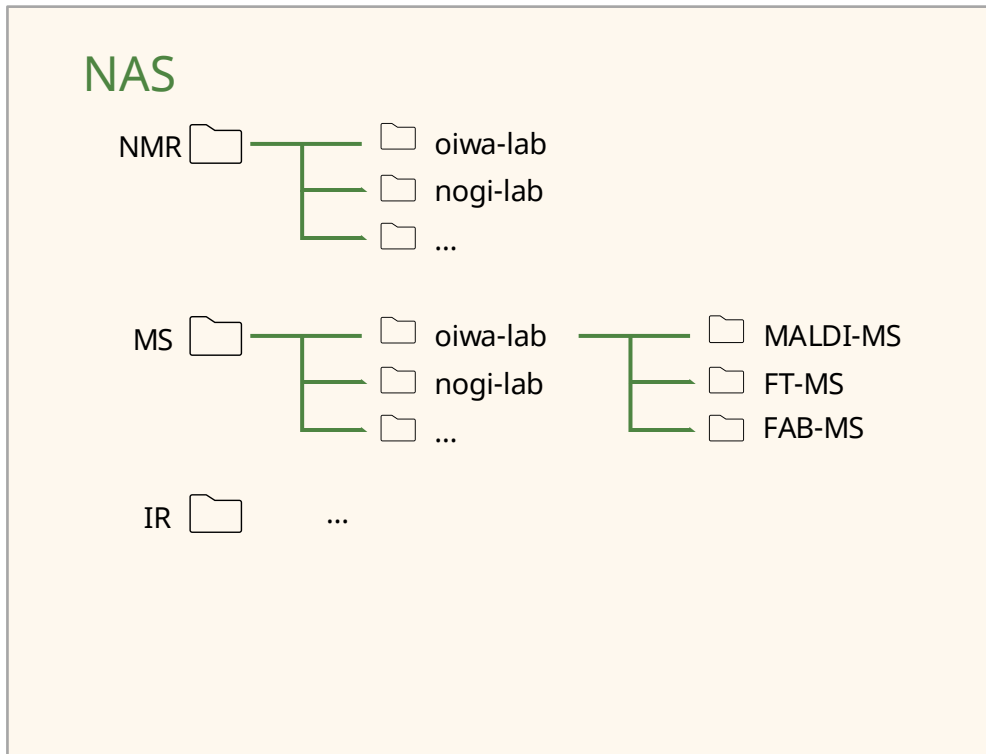 NAS
NMR
oiwa-lab
nogi-lab
...
MS
oiwa-lab
nogi-lab
...
MALDI-MS
FT-MS
FAB-MS
IR
...